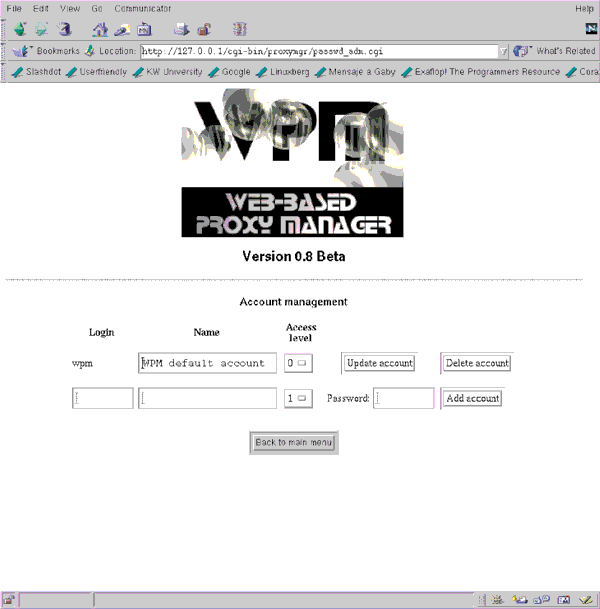 File Edit View Go Communicator Help
Bookmarks Location: http://127.0.0.1/cgi-bin/proxymgr/passwd_adm.cgi What's Related
Slashdot Userfriendly KW University Google Linuxberg Mensaje a Gaby Exaflop! The Programmers Resource Cora
WPM
WEB-BASED
PROXY MANAGER
Version 0.8 Beta
Account management
Login Name Access level
wpm WPM default account 0 Update account Delete account
1 Password: Add account
Back to main menu